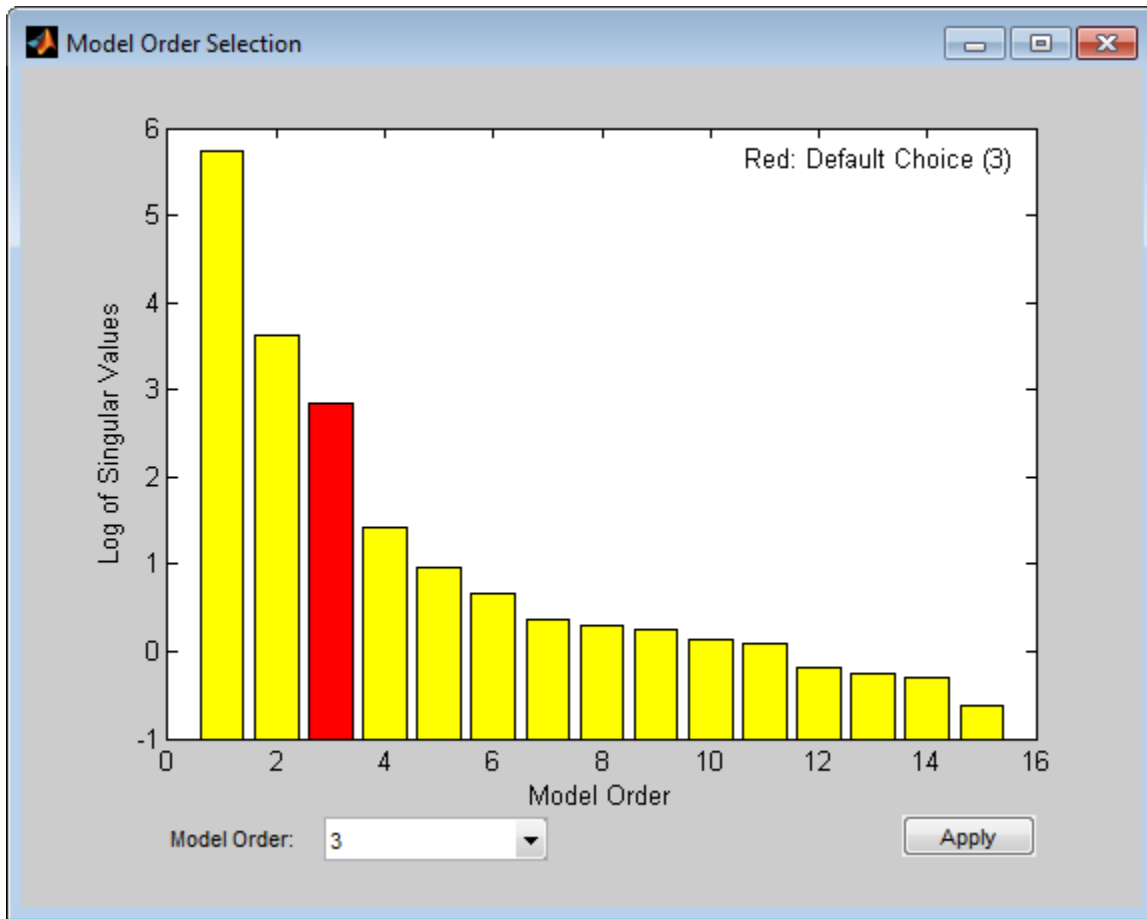 Model Order Selection
Red: Default Choice (3)
Log of Singular Values
6
5
4
3
2
1
0
-1
0 2 4 6 8 10 12 14 16
Model Order
Model Order: 3 Apply